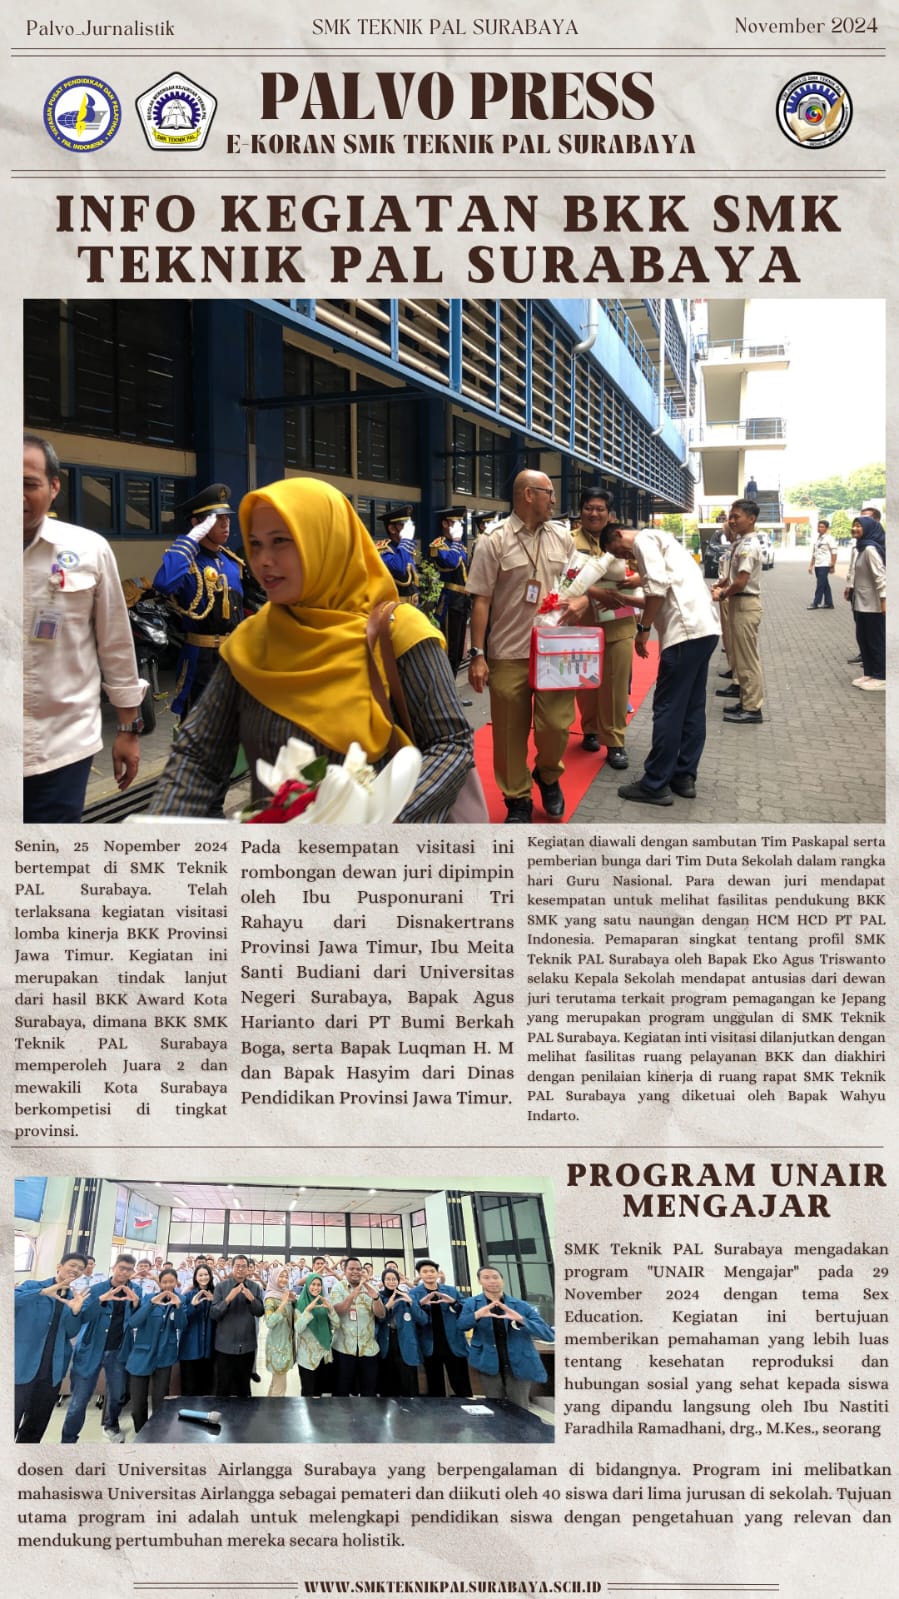 Palvo_Jurnalistik
SMK TEKNIK PAL SURABAYA
November 2024
YAYASAN PUSAT PENDIDIKAN DAN PELATIHAN
PAL INDONESIA
SMK TEKNIK PAL
PALVO PRESS
E-KORAN SMK TEKNIK PAL SURABAYA
INFO KEGIATAN BKK SMK
TEKNIK PAL SURABAYA
Senin, 25 Nopember 2024
bertempat di SMK Teknik
PAL Surabaya. Telah
terlaksana kegiatan visitasi
lomba kinerja BKK Provinsi
Jawa Timur. Kegiatan ini
merupakan tindak lanjut
dari hasil BKK Award Kota
Surabaya, dimana BKK SMK
Teknik PAL Surabaya
memperoleh Juara 2 dan
mewakili Kota Surabaya
berkompetisi di tingkat
provinsi.
Pada kesempatan visitasi ini
rombongan dewan juri dipimpin
oleh Ibu Pusponurani Tri
Rahayu dari Disnakertrans
Provinsi Jawa Timur, Ibu Meita
Santi Budiani dari Universitas
Negeri Surabaya, Bapak Agus
Harianto dari PT Bumi Berkah
Boga, serta Bapak Luqman H. M
dan Bapak Hasyim dari Dinas
Pendidikan Provinsi Jawa Timur.
Kegiatan diawali dengan sambutan Tim Paskapal serta
pemberian bunga dari Tim Duta Sekolah dalam rangka
hari Guru Nasional. Para dewan juri mendapat
kesempatan untuk melihat fasilitas pendukung BKK
SMK yang satu naungan dengan HCM HCD PT PAL
Indonesia. Pemaparan singkat tentang profil SMK
Teknik PAL Surabaya oleh Bapak Eko Agus Triswanto
selaku Kepala Sekolah mendapat antusias dari dewan
juri terutama terkait program pemagangan ke Jepang
yang merupakan program unggulan di SMK Teknik
PAL Surabaya. Kegiatan inti visitasi dilanjutkan dengan
melihat fasilitas ruang pelayanan BKK dan diakhiri
dengan penilaian kinerja di ruang rapat SMK Teknik
PAL Surabaya yang diketuai oleh Bapak Wahyu
Indarto.
PROGRAM UNAIR
MENGAJAR
SMK Teknik PAL Surabaya mengadakan
program "UNAIR Mengajar" pada 29
November 2024 dengan tema Sex
Education. Kegiatan ini bertujuan
memberikan pemahaman yang lebih luas
tentang kesehatan reproduksi dan
hubungan sosial yang sehat kepada siswa
yang dipandu langsung oleh Ibu Nastiti
Faradhila Ramadhani, drg., M.Kes., seorang
dosen dari Universitas Airlangga Surabaya yang berpengalaman di bidangnya. Program ini melibatkan
mahasiswa Universitas Airlangga sebagai pemateri dan diikuti oleh 40 siswa dari lima jurusan di sekolah. Tujuan
utama program ini adalah untuk melengkapi pendidikan siswa dengan pengetahuan yang relevan dan
mendukung pertumbuhan mereka secara holistik.
WWW.SMKTEKNIKPALSURABAYA.SCH.ID